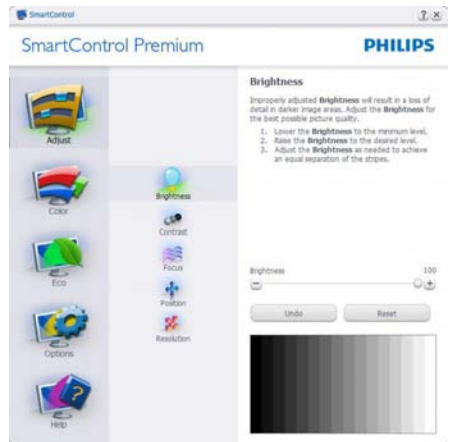 SmartControl
SmartControl Premium
PHILIPS
Adjust
Color
Eco
Options
Help
Brightness
Contrast
Focus
Position
Resolution
Brightness
Improperly adjusted Brightness will result in a loss of
detail in darker image areas. Adjust the Brightness for
the best possible picture quality.
1. Lower the Brightness to the minimum level.
2. Raise the Brightness to the desired level.
3. Adjust the Brightness as needed to achieve
an equal separation of the stripes.
Brightness 100
Undo Reset